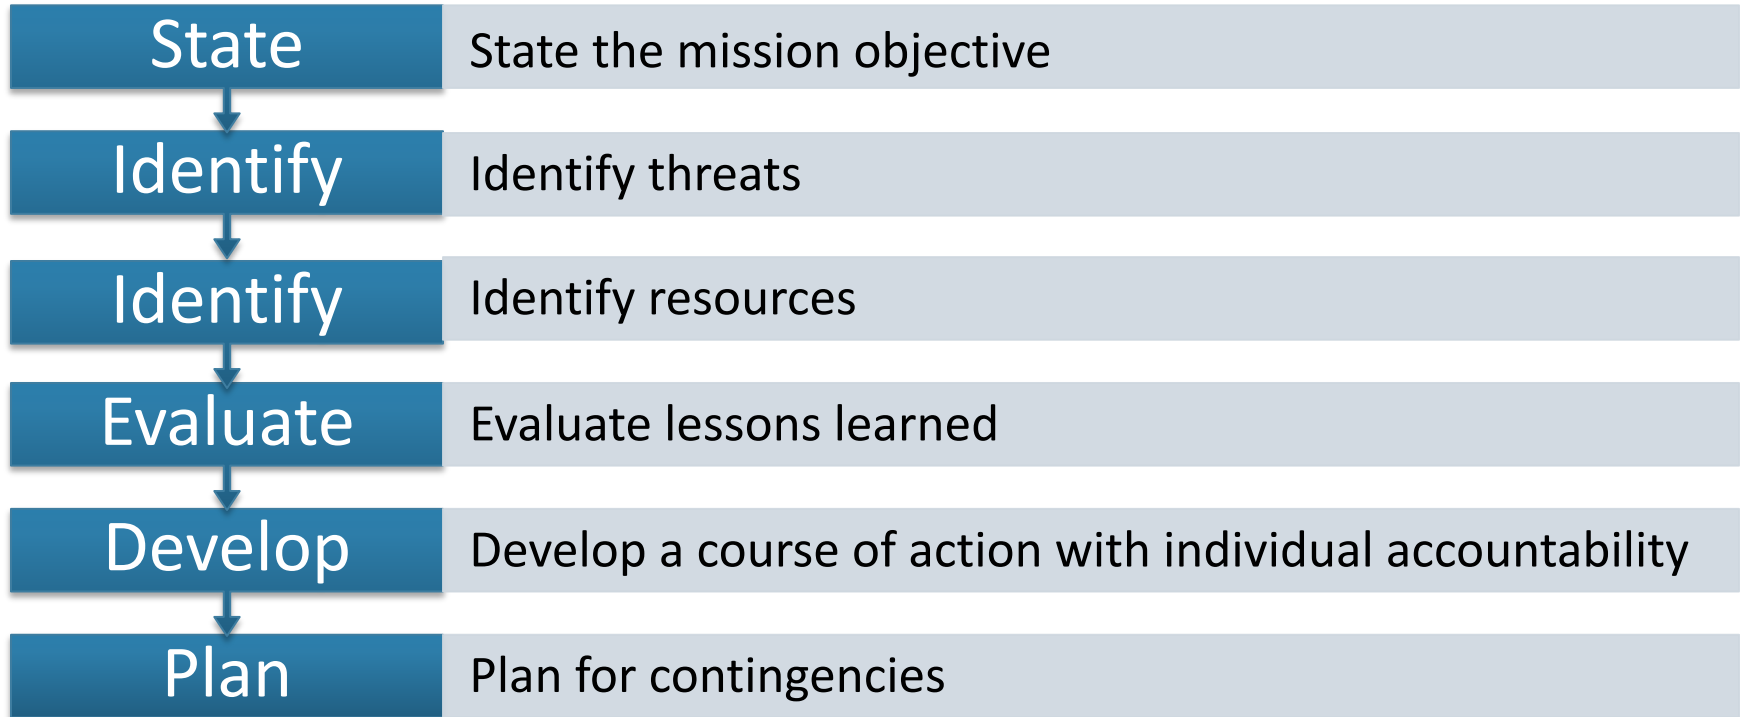 State
State the mission objective
Identify
Identify threats
Identify
Identify resources
Evaluate
Evaluate lessons learned
Develop
Develop a course of action with individual accountability
Plan
Plan for contingencies